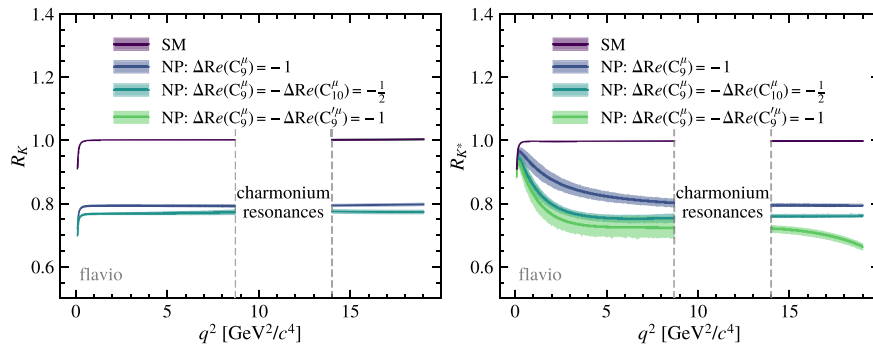 1.4
1.2
1.0
0.8
0.6
R_K
SM
NP: ΔRe(C₉^μ) = −1
NP: ΔRe(C₉^μ) = −ΔRe(C₁₀^μ) = −1/2
NP: ΔRe(C₉^μ) = −ΔRe(C₉′^μ) = −1
charmonium
resonances
flavio
0 5 10 15
q² [GeV²/c⁴]
1.4
1.2
1.0
0.8
0.6
R_K*
SM
NP: ΔRe(C₉^μ) = −1
NP: ΔRe(C₉^μ) = −ΔRe(C₁₀^μ) = −1/2
NP: ΔRe(C₉^μ) = −ΔRe(C₉′^μ) = −1
charmonium
resonances
flavio
0 5 10 15
q² [GeV²/c⁴]